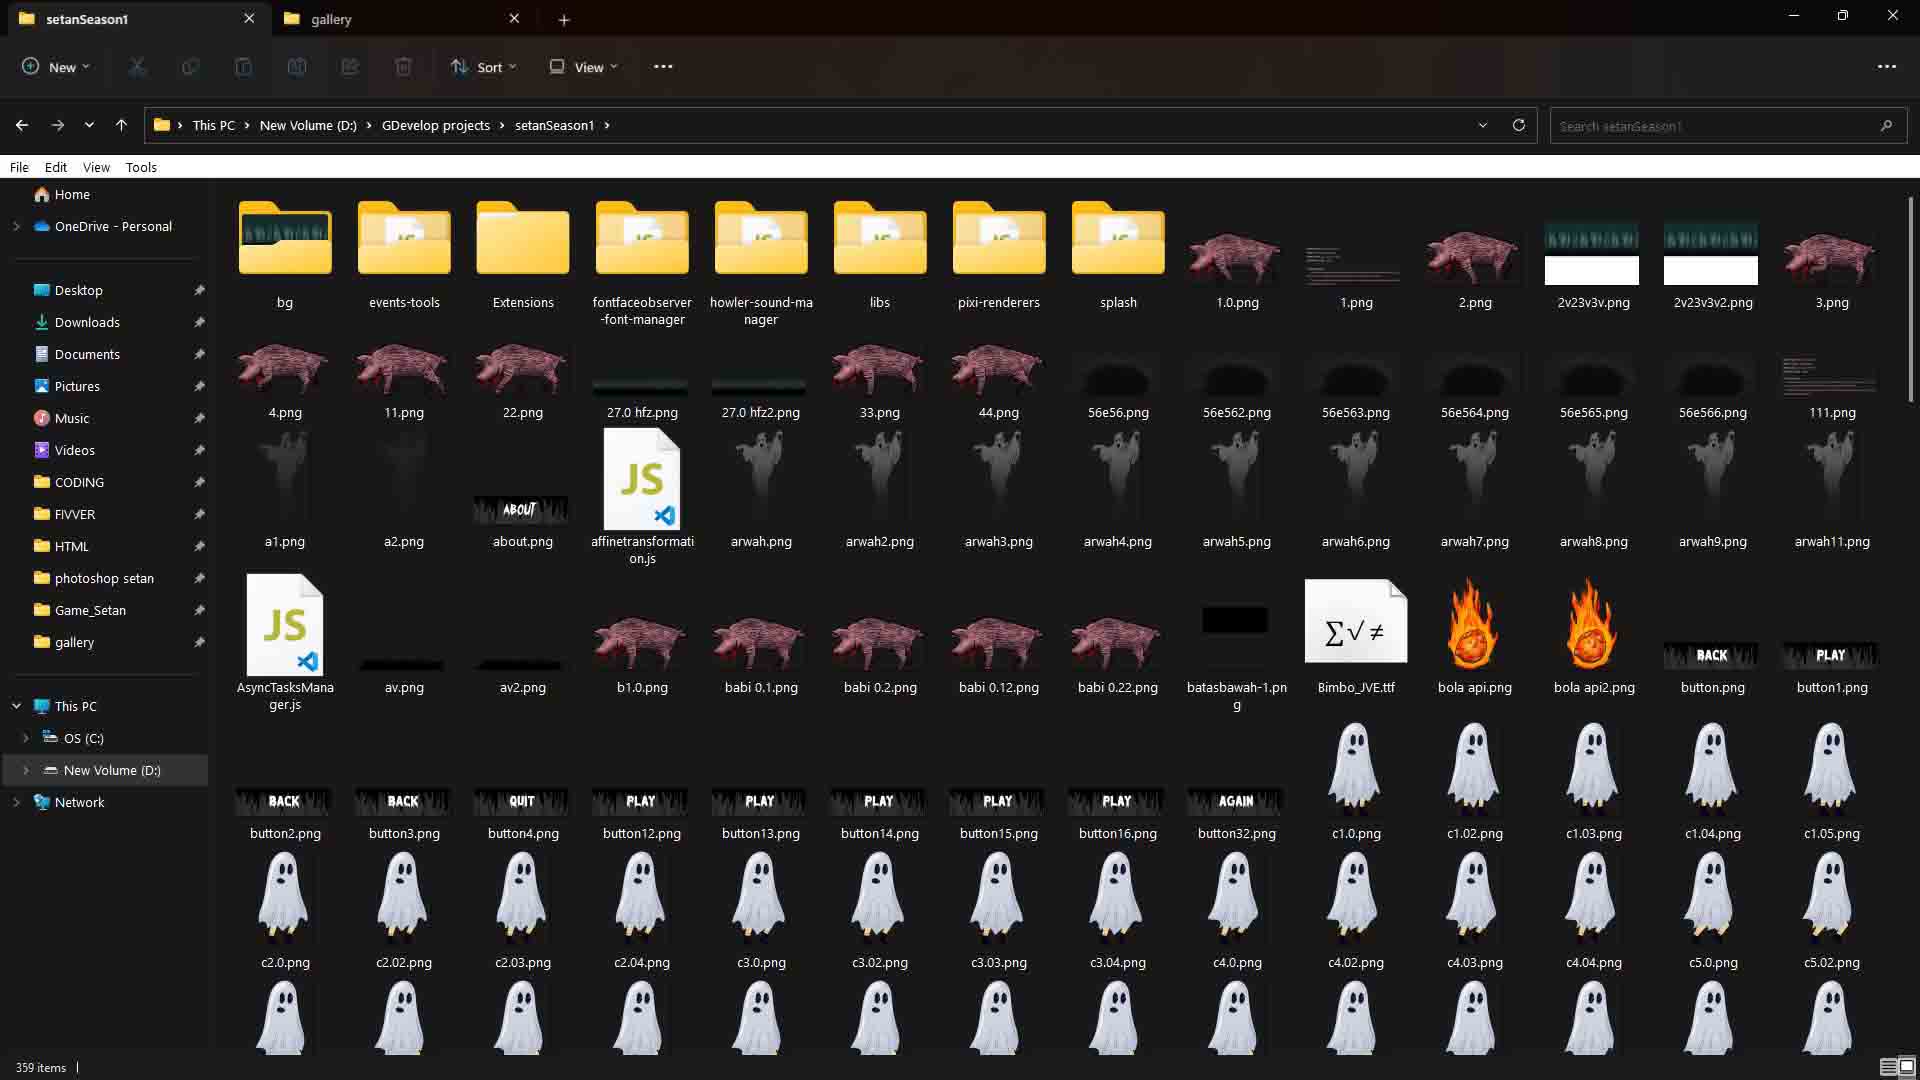 setanSeason1
gallery
New
Sort
View
This PC
New Volume (D:)
GDevelop projects
setanSeason1
Search setanSeason1
File Edit View Tools
Home
OneDrive - Personal
Desktop
Downloads
Documents
Pictures
Music
Videos
CODING
FIVVER
HTML
photoshop setan
Game_Setan
gallery
This PC
OS (C:)
New Volume (D:)
Network
JS JS JS JS JS JS
bg events-tools Extensions fontfaceobserver howler-sound-ma libs pixi-renderers splash 1.0.png 1.png 2.png 2v23v3v.png 2v23v3v2.png 3.png
-font-manager nager
4.png 11.png 22.png 27.0 hfz.png 27.0 hfz2.png 33.png 44.png 56e56.png 56e562.png 56e563.png 56e564.png 56e565.png 56e566.png 111.png
JS
ABOUT
a1.png a2.png about.png affinetransformati arwah.png arwah2.png arwah3.png arwah4.png arwah5.png arwah6.png arwah7.png arwah8.png arwah9.png arwah11.png
on.js
JS ∑√≠
BACK PLAY
AsyncTasksMana av.png av2.png b1.0.png babi 0.1.png babi 0.2.png babi 0.12.png babi 0.22.png batasbawah-1.pn Bimbo_JVE.ttf bola api.png bola api2.png button.png button1.png
ger.js g
BACK BACK QUIT PLAY PLAY PLAY PLAY PLAY AGAIN
button2.png button3.png button4.png button12.png button13.png button14.png button15.png button16.png button32.png c1.0.png c1.02.png c1.03.png c1.04.png c1.05.png
c2.0.png c2.02.png c2.03.png c2.04.png c3.0.png c3.02.png c3.03.png c3.04.png c4.0.png c4.02.png c4.03.png c4.04.png c5.0.png c5.02.png
359 items